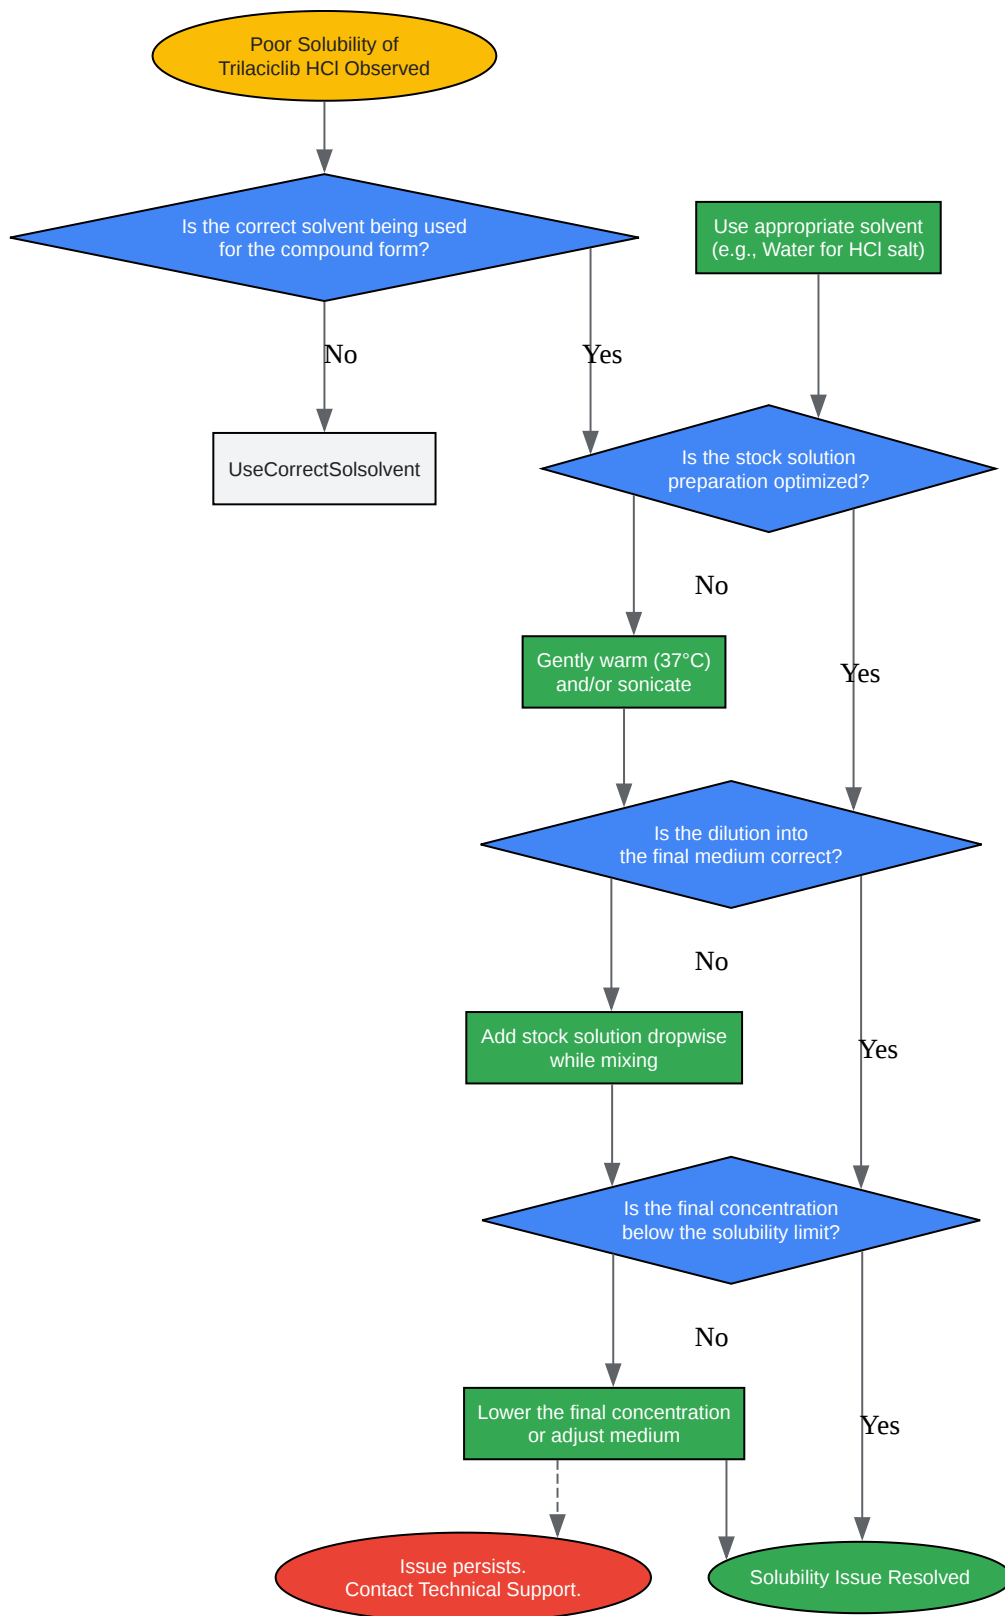 Poor Solubility of
Trilaciclib HCl Observed
Is the correct solvent being used
for the compound form?
Use appropriate solvent
(e.g., Water for HCl salt)
No
Yes
UseCorrectSolsolvent
Is the stock solution
preparation optimized?
No
Gently warm (37°C)
and/or sonicate
Yes
Is the dilution into
the final medium correct?
No
Add stock solution dropwise
while mixing
Yes
Is the final concentration
below the solubility limit?
No
Lower the final concentration
or adjust medium
Yes
Issue persists.
Contact Technical Support.
Solubility Issue Resolved